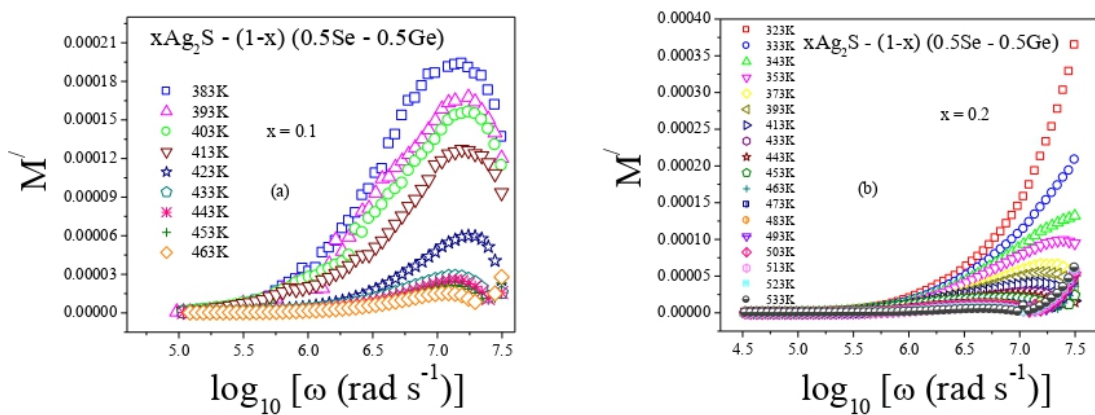 xAg₂S - (1-x) (0.5Se - 0.5Ge)
0.00021
0.00018
0.00015
0.00012
0.00009
0.00006
0.00003
0.00000
M/
383K
393K
403K
413K
423K
433K
443K
453K
463K
x = 0.1
(a)
5.0 5.5 6.0 6.5 7.0 7.5
log₁₀ [ω (rad s⁻¹)]
0.00040
0.00035
0.00030
0.00025
0.00020
0.00015
0.00010
0.00005
0.00000
M/
xAg₂S - (1-x) (0.5Se - 0.5Ge)
323K
333K
343K
353K
373K
393K
413K
433K
443K
453K
463K
473K
483K
493K
503K
513K
523K
533K
x = 0.2
(b)
4.5 5.0 5.5 6.0 6.5 7.0 7.5
log₁₀ [ω (rad s⁻¹)]